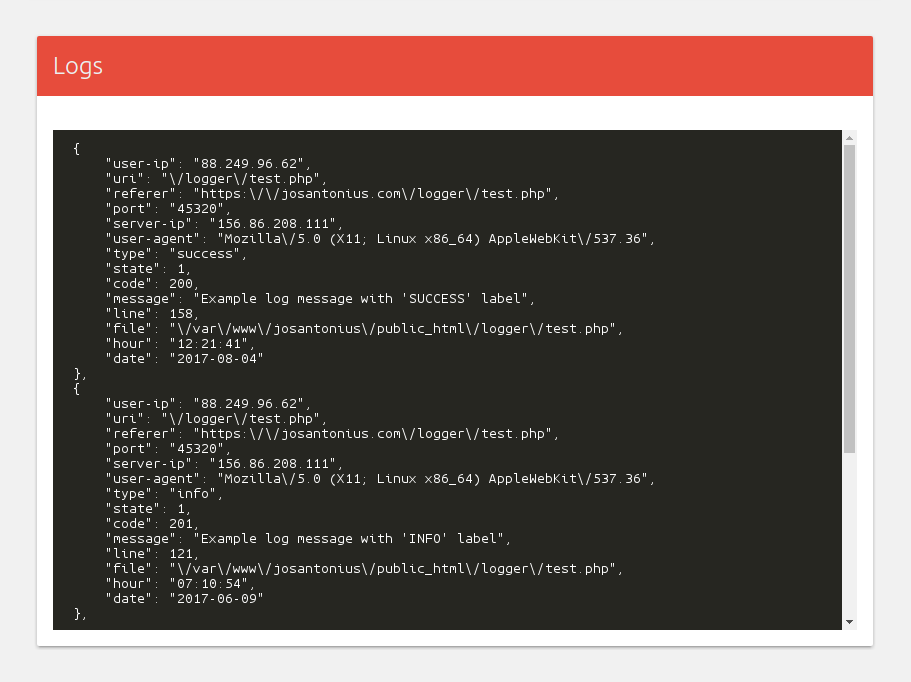 Logs
{
    "user-ip": "88.249.96.62",
    "uri": "\/logger\/test.php",
    "referer": "https:\/\/josantonius.com\/logger\/test.php",
    "port": "45320",
    "server-ip": "156.86.208.111",
    "user-agent": "Mozilla\/5.0 (X11; Linux x86_64) AppleWebKit\/537.36",
    "type": "success",
    "state": 1,
    "code": 200,
    "message": "Example log message with 'SUCCESS' label",
    "line": 158,
    "file": "\/var\/www\/josantonius\/public_html\/logger\/test.php",
    "hour": "12:21:41",
    "date": "2017-08-04"
},
{
    "user-ip": "88.249.96.62",
    "uri": "\/logger\/test.php",
    "referer": "https:\/\/josantonius.com\/logger\/test.php",
    "port": "45320",
    "server-ip": "156.86.208.111",
    "user-agent": "Mozilla\/5.0 (X11; Linux x86_64) AppleWebKit\/537.36",
    "type": "info",
    "state": 1,
    "code": 201,
    "message": "Example log message with 'INFO' label",
    "line": 121,
    "file": "\/var\/www\/josantonius\/public_html\/logger\/test.php",
    "hour": "07:10:54",
    "date": "2017-06-09"
},